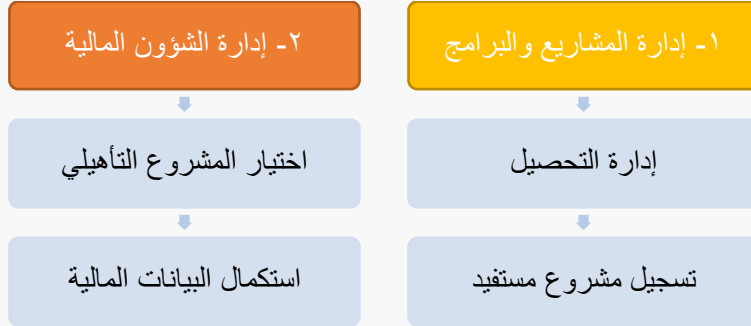 ١- إدارة المشاريع والبرامج
إدارة التحصيل
تسجيل مشروع مستفيد
٢- إدارة الشؤون المالية
اختيار المشروع التأهيلي
استكمال البيانات المالية